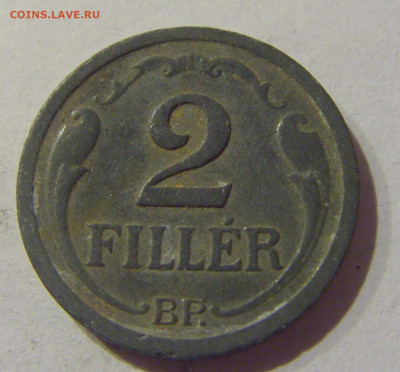 COINS.LAVE.RU
2
FILLÉR
BP.